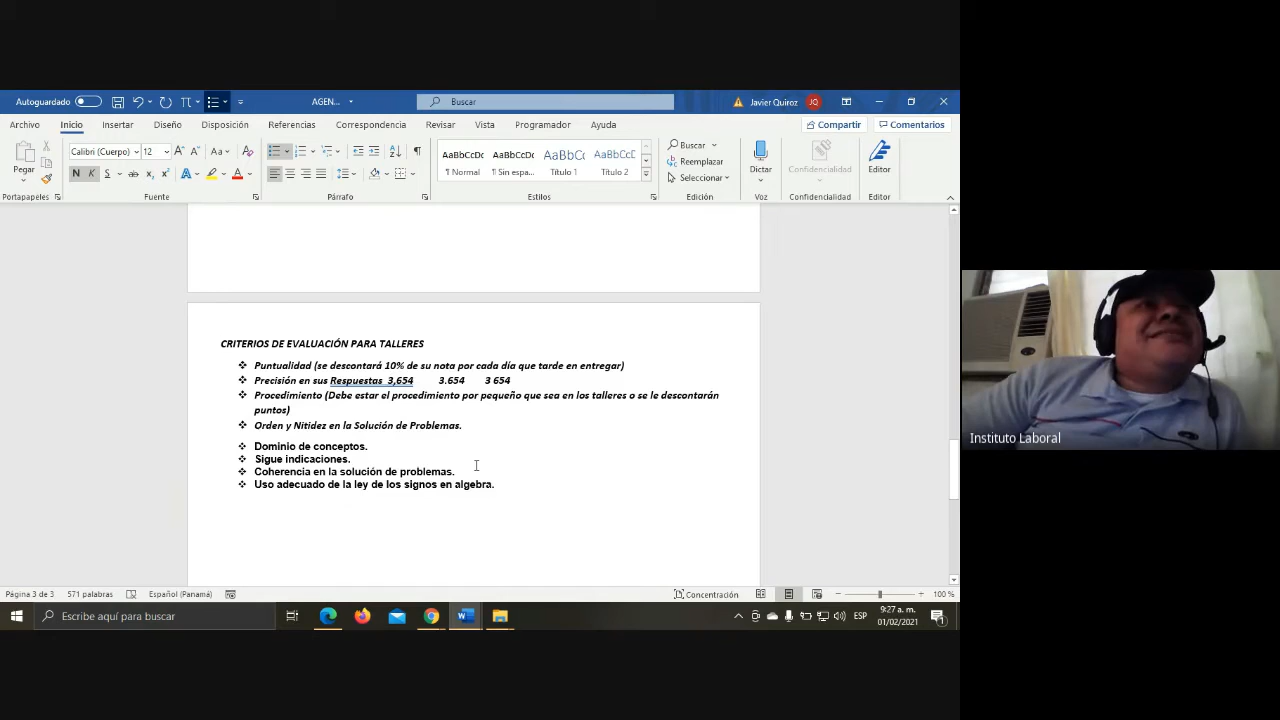 Autoguardado
AGEN...
Buscar
Javier Quiroz
JQ
Archivo Inicio Insertar Diseño Disposición Referencias Correspondencia Revisar Vista Programador Ayuda
Compartir Comentarios
Pegar
Calibri (Cuerpo) 12
N K S ab x₂ x²
AaBbCcDc AaBbCcDc AaBbCc AaBbCcC
¶ Normal ¶ Sin espa... Título 1 Título 2
Buscar
Reemplazar
Seleccionar
Dictar
Confidencialidad
Editor
Portapapeles Fuente Párrafo Estilos Edición Voz Confidencialidad Editor
CRITERIOS DE EVALUACIÓN PARA TALLERES
❖ Puntualidad (se descontará 10% de su nota por cada día que tarde en entregar)
❖ Precisión en sus Respuestas 3,654 3.654 3 654
❖ Procedimiento (Debe estar el procedimiento por pequeño que sea en los talleres o se le descontarán
puntos)
❖ Orden y Nitidez en la Solución de Problemas.
❖ Dominio de conceptos.
❖ Sigue indicaciones.
❖ Coherencia en la solución de problemas.
❖ Uso adecuado de la ley de los signos en algebra.
Instituto Laboral
Página 3 de 3 571 palabras Español (Panamá)
Concentración
100 %
Escribe aquí para buscar
ESP
9:27 a. m.
01/02/2021
1